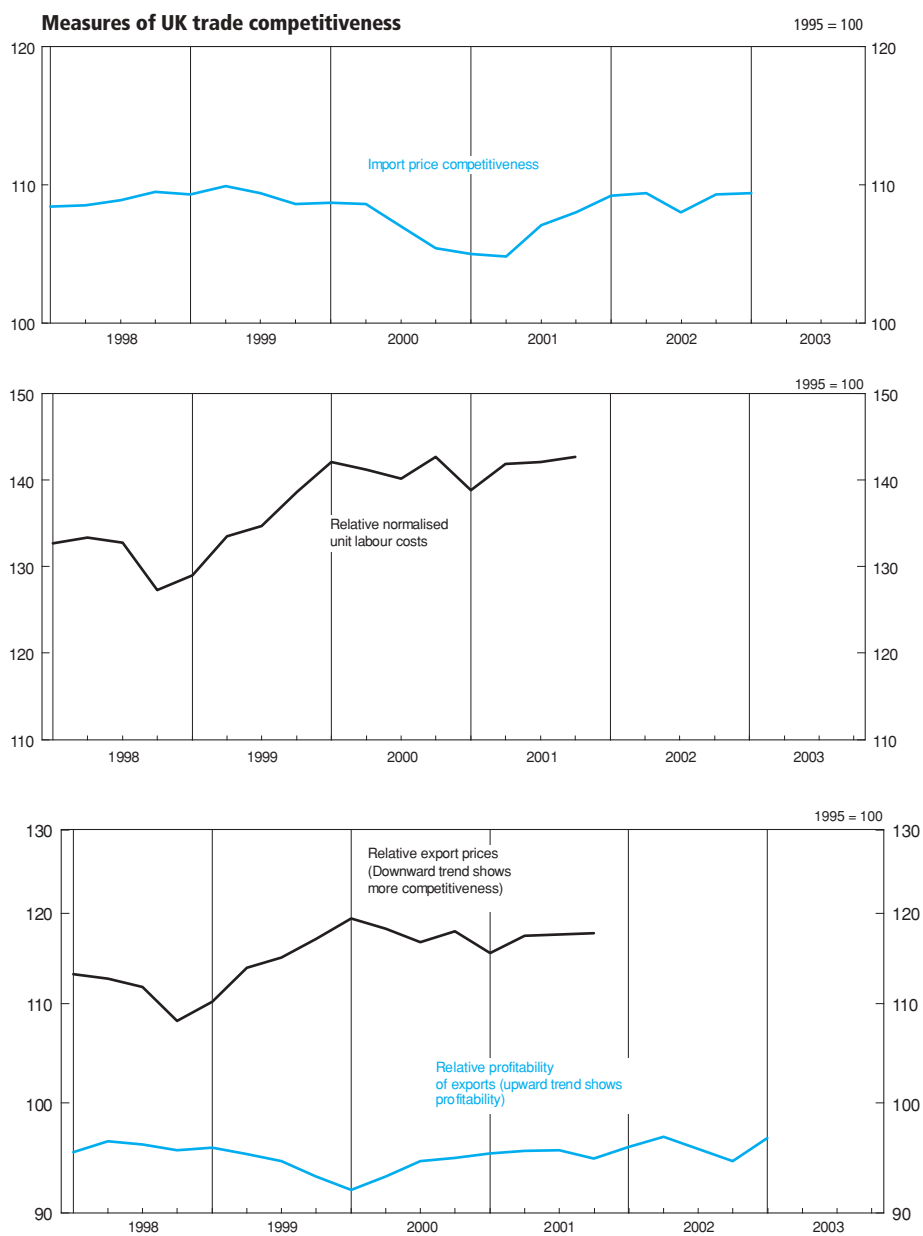 Measures of UK trade competitiveness
1995 = 100
120 120
Import price competitiveness
110 110
100 100
1998 1999 2000 2001 2002 2003
1995 = 100
150 150
140 140
Relative normalised
unit labour costs
130 130
120 120
110 110
1998 1999 2000 2001 2002 2003
1995 = 100
130 130
Relative export prices
(Downward trend shows
more competitiveness)
120 120
110 110
Relative profitability
of exports (upward trend shows
profitability)
100 100
90 90
1998 1999 2000 2001 2002 2003